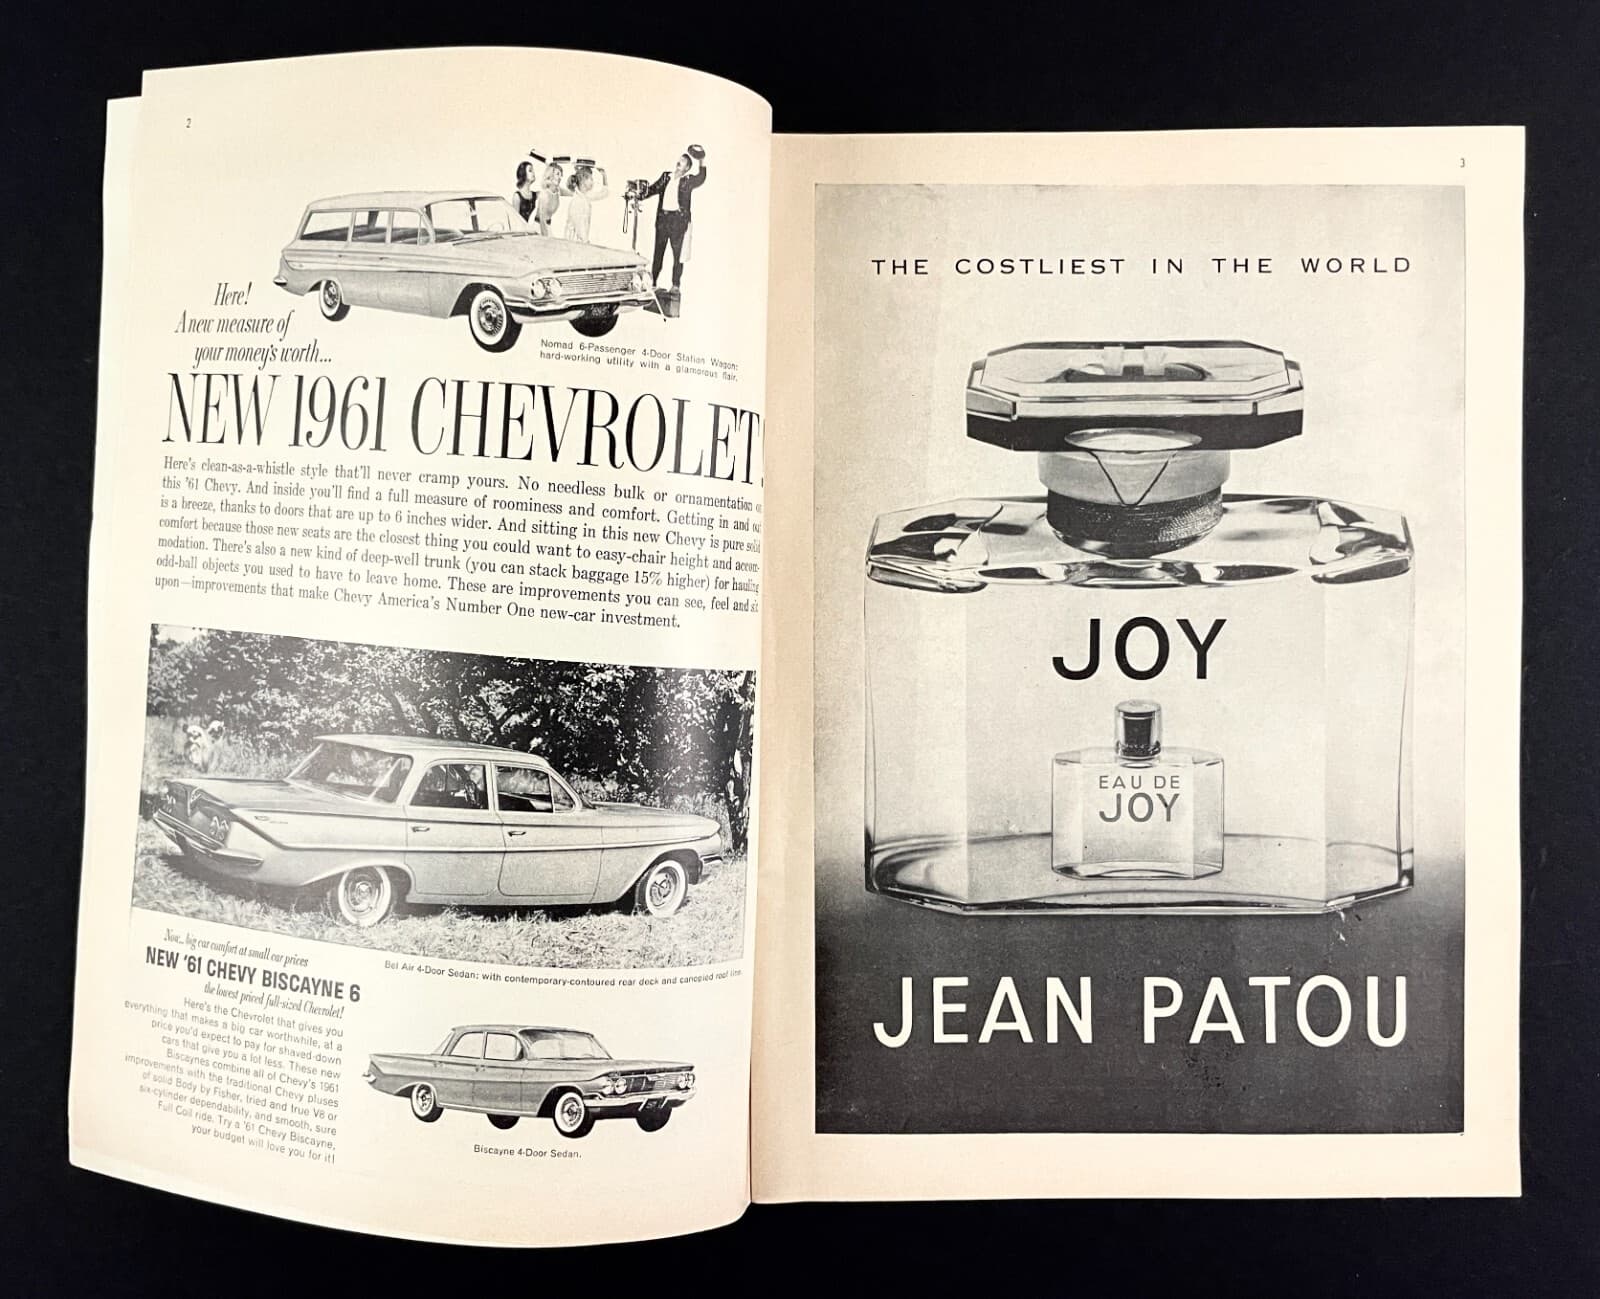 2
Here!
A new measure of
your money's worth...
Nomad 6-Passenger 4-Door Station Wagon:
hard-working utility with a glamorous flair.
NEW 1961 CHEVROLET!
Here's clean-as-a-whistle style that'll never cramp yours. No needless bulk or ornamentation
this '61 Chevy. And inside you'll find a full measure of roominess and comfort. Getting in and
is a breeze, thanks to doors that are up to 6 inches wider. And sitting in this new Chevy is pure solid
comfort because those new seats are the closest thing you could want to easy-chair height and accom-
modation. There's also a new kind of deep-well trunk (you can stack baggage 15% higher) for hauling
odd-ball objects you used to have to leave home. These are improvements you can see, feel and sit
upon—improvements that make Chevy America's Number One new-car investment.
Bel Air 4-Door Sedan: with contemporary-contoured rear deck and canopied roof line.
Now... big car comfort at small car prices
NEW '61 CHEVY BISCAYNE 6
the lowest priced full-sized Chevrolet!
Here's the Chevrolet that gives you
everything that makes a big car worthwhile, at a
price you'd expect to pay for shaved-down
cars that give you a lot less. These new
Biscaynes combine all of Chevy's 1961
improvements with the traditional Chevy pluses
of solid Body by Fisher, tried and true V8 or
six-cylinder dependability, and smooth, sure
Full Coil ride. Try a '61 Chevy Biscayne,
your budget will love you for it!
Biscayne 4-Door Sedan.
3
THE COSTLIEST IN THE WORLD
JOY
EAU DE
JOY
JEAN PATOU